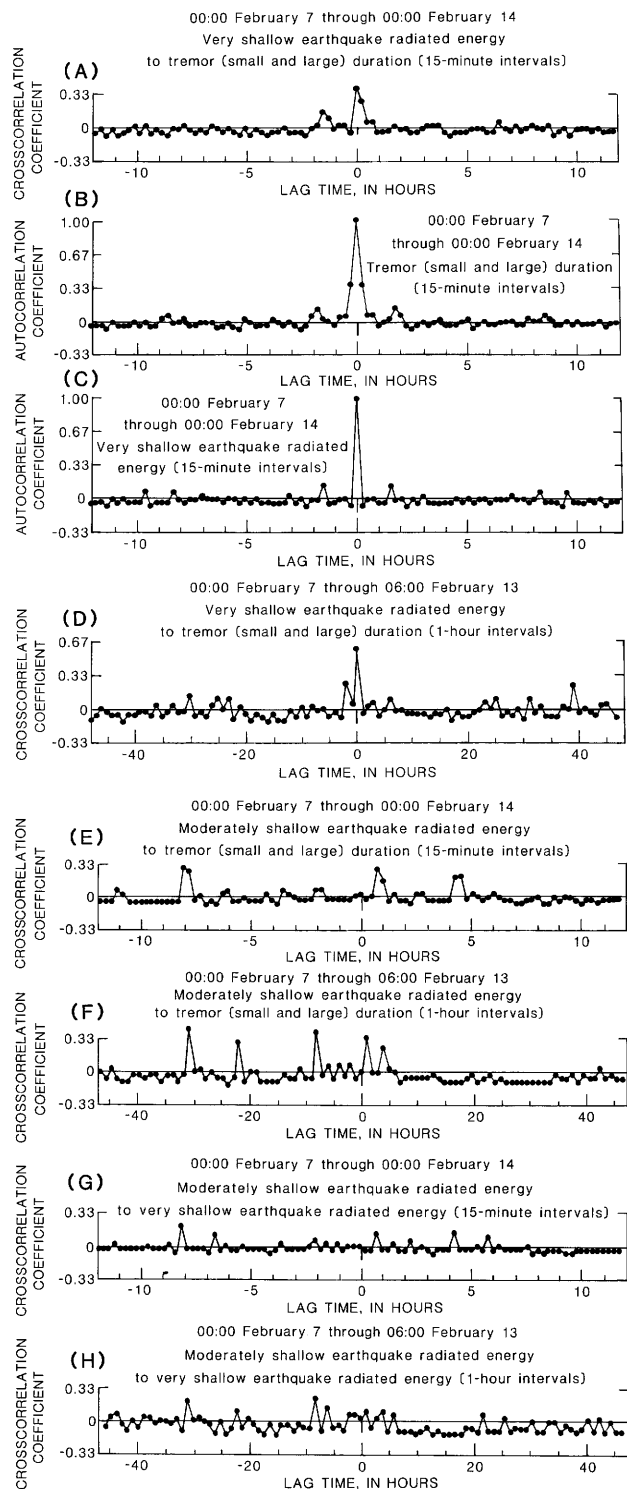 00:00 February 7 through 00:00 February 14
Very shallow earthquake radiated energy
to tremor (small and large) duration (15-minute intervals)
(A)
CROSSCORRELATION
COEFFICIENT
0.33
0
-0.33
-10
-5
0
5
10
LAG TIME, IN HOURS
(B)
00:00 February 7
through 00:00 February 14
Tremor (small and large) duration
(15-minute intervals)
AUTOCORRELATION
COEFFICIENT
1.00
0.67
0.33
0
-0.33
-10
-5
0
5
10
LAG TIME, IN HOURS
(C)
00:00 February 7
through 00:00 February 14
Very shallow earthquake radiated
energy (15-minute intervals)
AUTOCORRELATION
COEFFICIENT
1.00
0.67
0.33
0
-0.33
-10
-5
0
5
10
LAG TIME, IN HOURS
00:00 February 7 through 06:00 February 13
(D)
Very shallow earthquake radiated energy
to tremor (small and large) duration (1-hour intervals)
CROSSCORRELATION
COEFFICIENT
0.67
0.33
0
-0.33
-40
-20
0
20
40
LAG TIME, IN HOURS
00:00 February 7 through 00:00 February 14
(E)
Moderately shallow earthquake radiated energy
to tremor (small and large) duration (15-minute intervals)
CROSSCORRELATION
COEFFICIENT
0.33
0
-0.33
-10
-5
0
5
10
LAG TIME, IN HOURS
00:00 February 7 through 06:00 February 13
(F)
Moderately shallow earthquake radiated energy
to tremor (small and large) duration (1-hour intervals)
CROSSCORRELATION
COEFFICIENT
0.33
0
-0.33
-40
-20
0
20
40
LAG TIME, IN HOURS
00:00 February 7 through 00:00 February 14
(G)
Moderately shallow earthquake radiated energy
to very shallow earthquake radiated energy (15-minute intervals)
CROSSCORRELATION
COEFFICIENT
0.33
0
-0.33
-10
-5
0
5
10
LAG TIME, IN HOURS
00:00 February 7 through 06:00 February 13
(H)
Moderately shallow earthquake radiated energy
to very shallow earthquake radiated energy (1-hour intervals)
CROSSCORRELATION
COEFFICIENT
0.33
0
-0.33
-40
-20
0
20
40
LAG TIME, IN HOURS